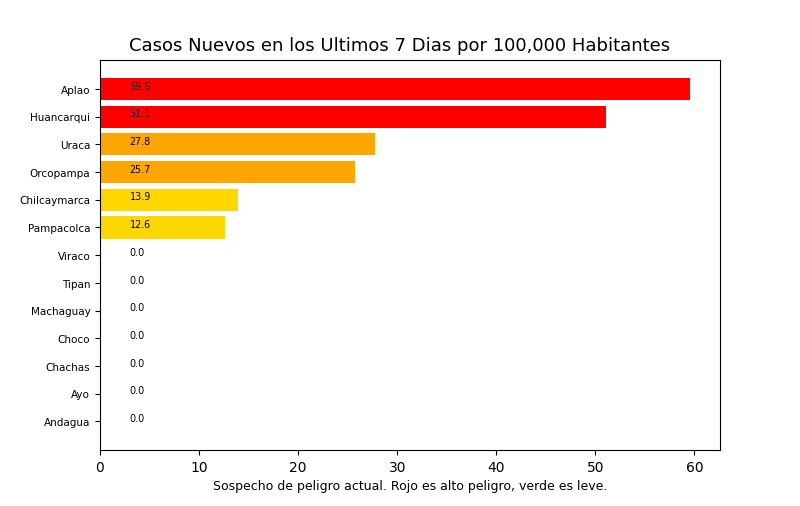 Casos Nuevos en los Ultimos 7 Dias por 100,000 Habitantes
Aplao 59.6
Huancarqui 51.1
Uraca 27.8
Orcopampa 25.7
Chilcaymarca 13.9
Pampacolca 12.6
Viraco 0.0
Tipan 0.0
Machaguay 0.0
Choco 0.0
Chachas 0.0
Ayo 0.0
Andagua 0.0
0 10 20 30 40 50 60
Sospecho de peligro actual. Rojo es alto peligro, verde es leve.